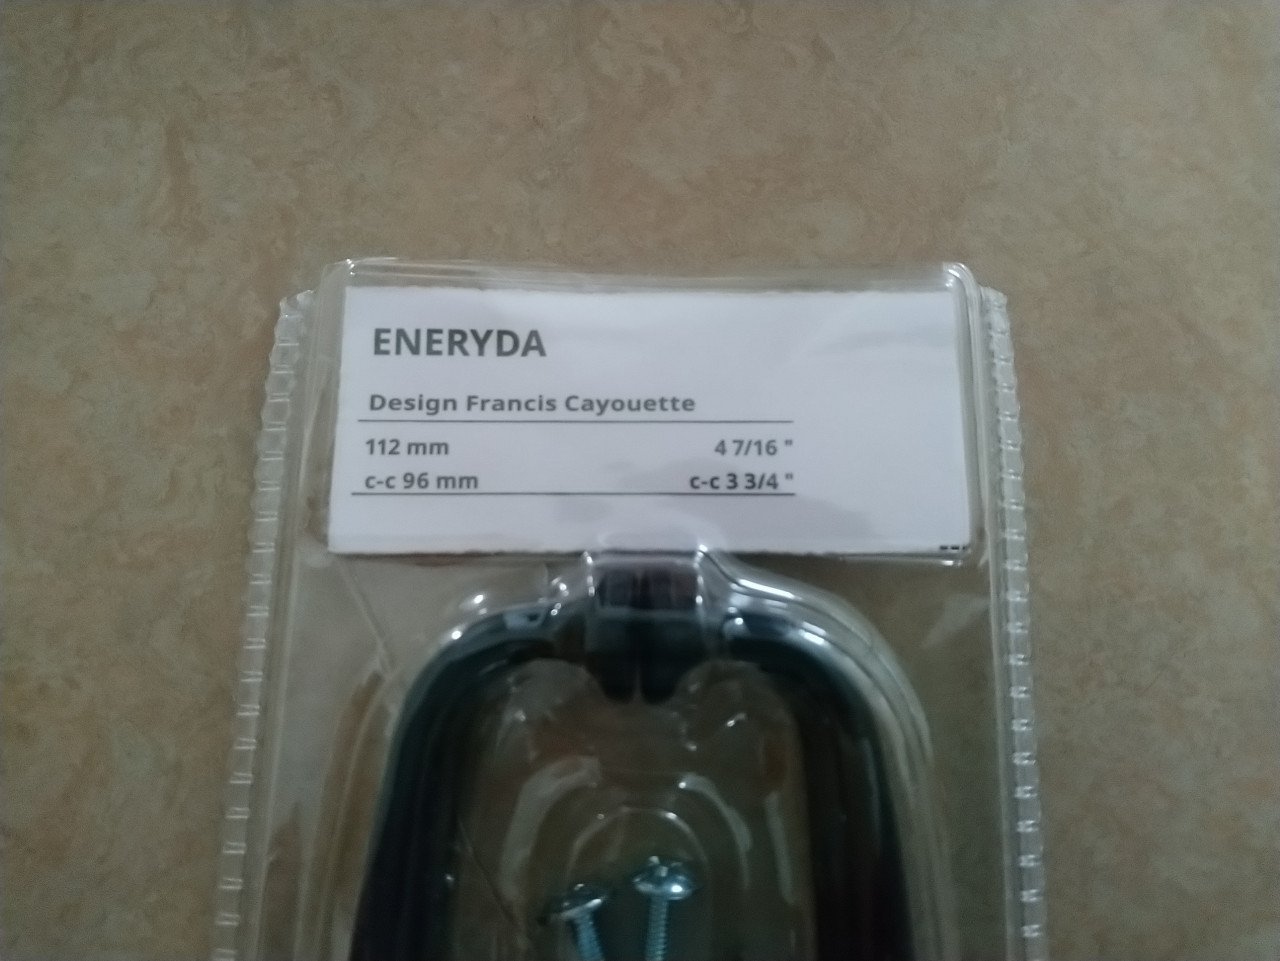 ENERYDA
Design Francis Cayouette
112 mm 4 7/16 "
c-c 96 mm c-c 3 3/4 "